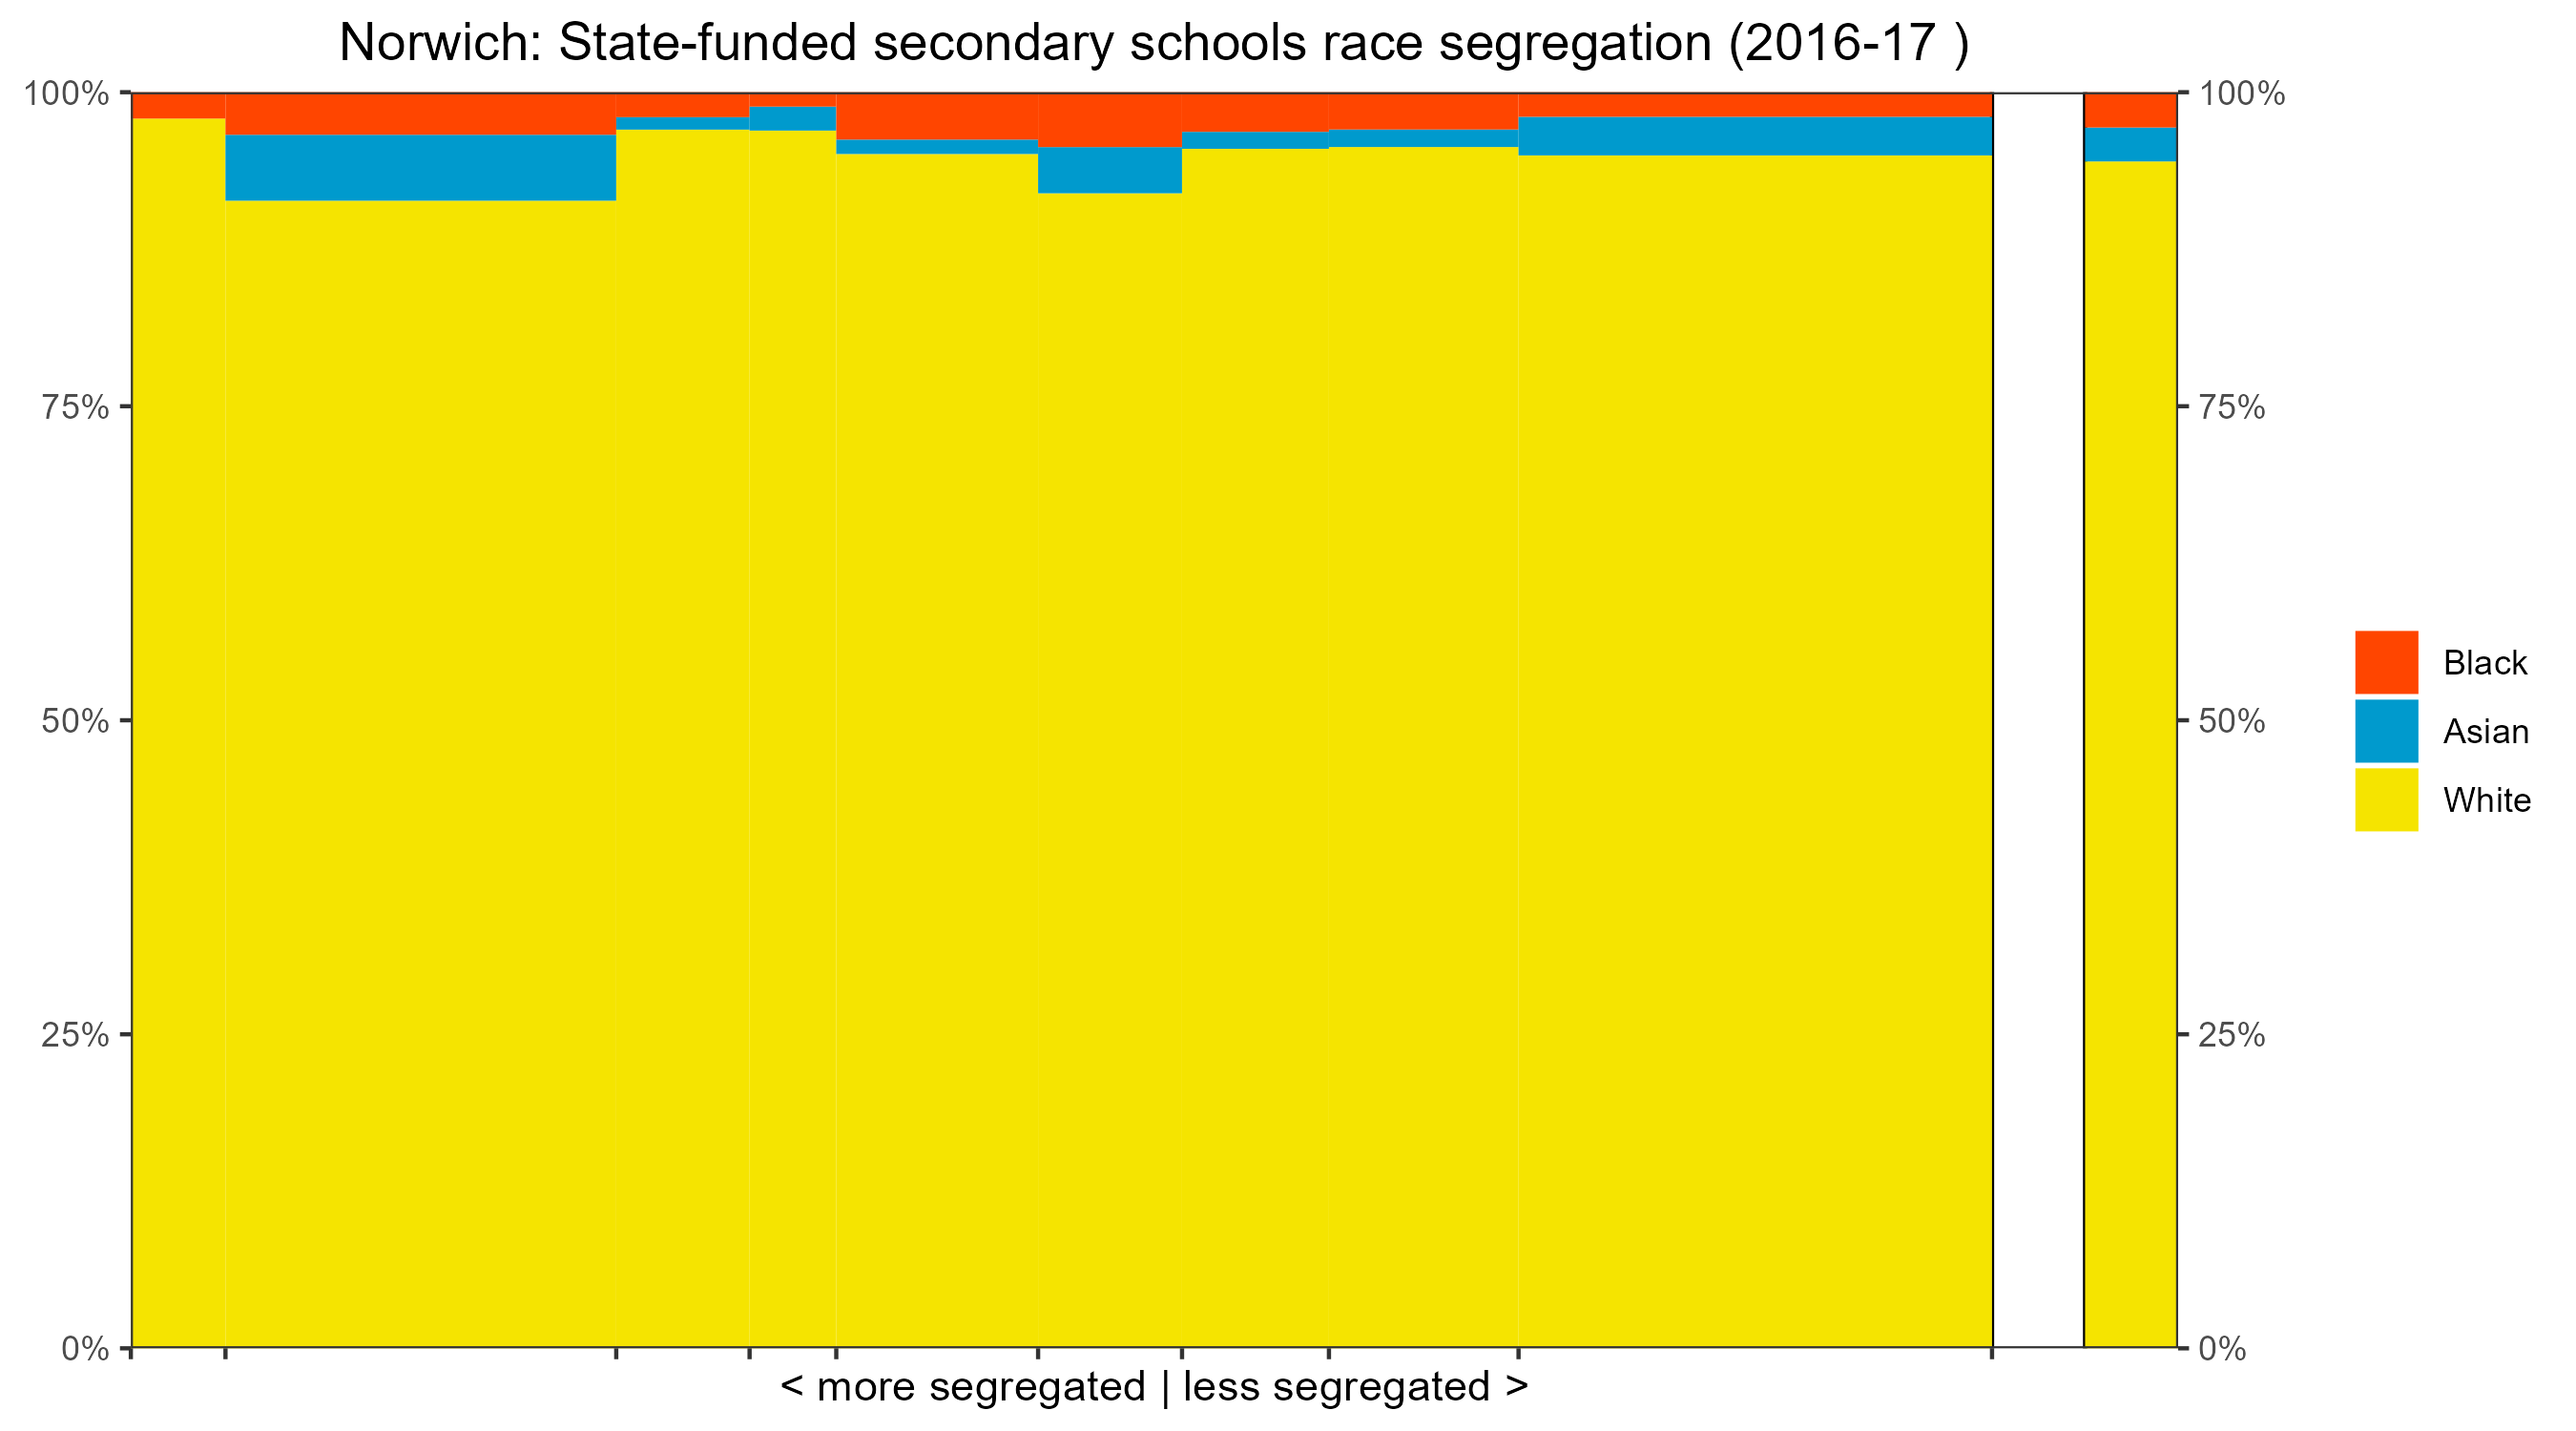 Norwich: State-funded secondary schools race segregation (2016-17 )
100%
75%
50%
25%
0%
100%
75%
50%
25%
0%
Black
Asian
White
< more segregated | less segregated >